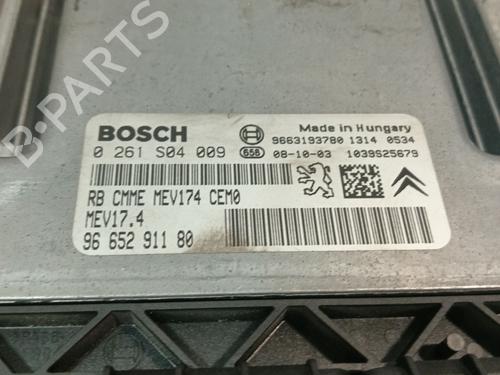 B-PARTS
BOSCH
Made in Hungary
9663193780 1314 0534
0 261 S04 009 656 08-10-03 1039S25679
RB CMME MEV174 CEM0
MEV17.4
96 652 911 80